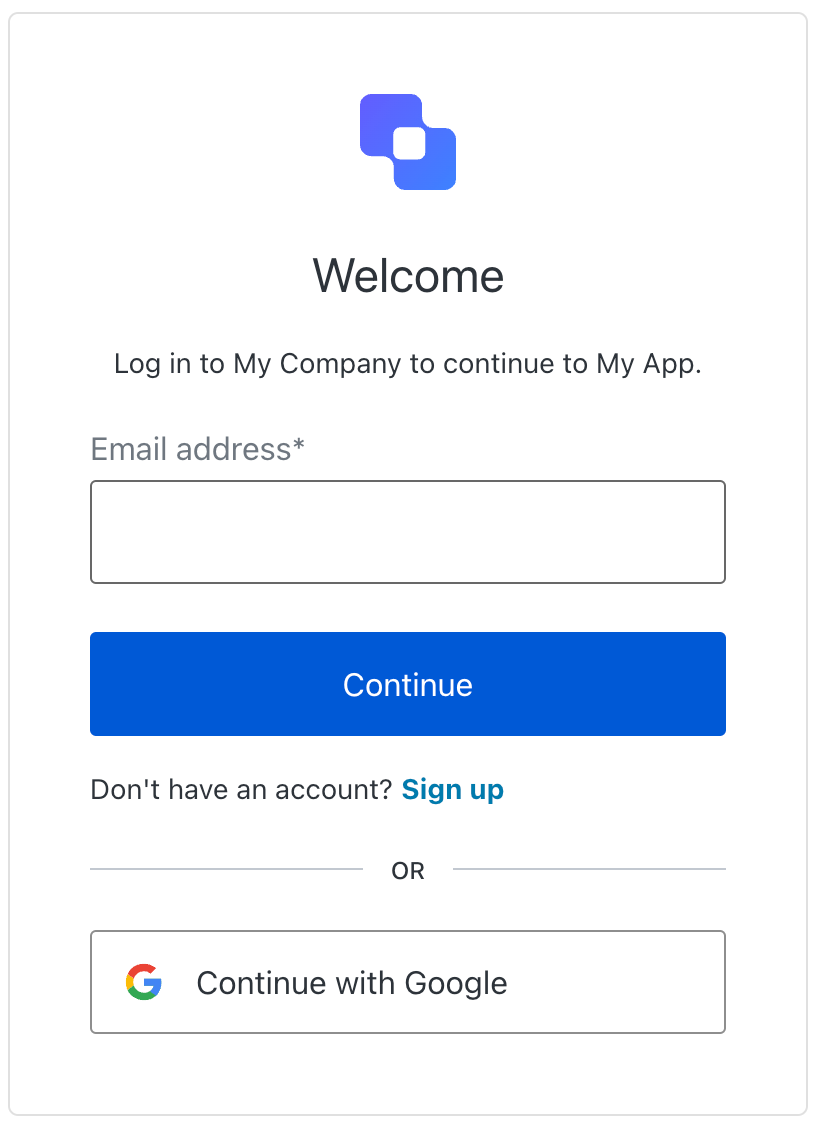 Welcome
Log in to My Company to continue to My App.
Email address*
Continue
Don't have an account? Sign up
OR
Continue with Google